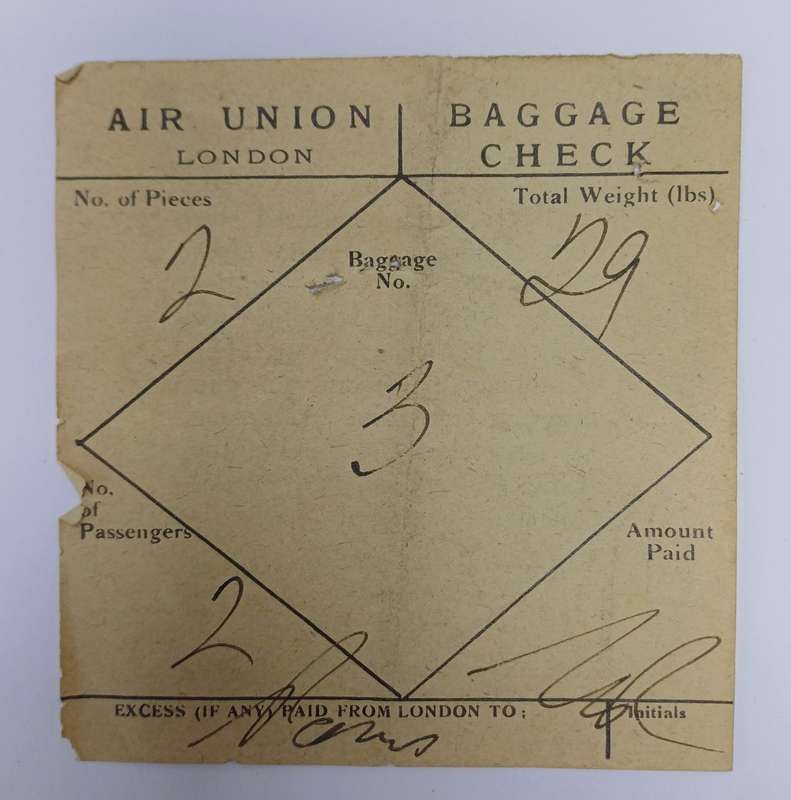 AIR UNION
LONDON
BAGGAGE
CHECK
No. of Pieces
2
Total Weight (lbs)
29
Baggage
No.
3
No.
of
Passengers
2
Amount
Paid
EXCESS (IF ANY) PAID FROM LONDON TO:
Paris
Initials